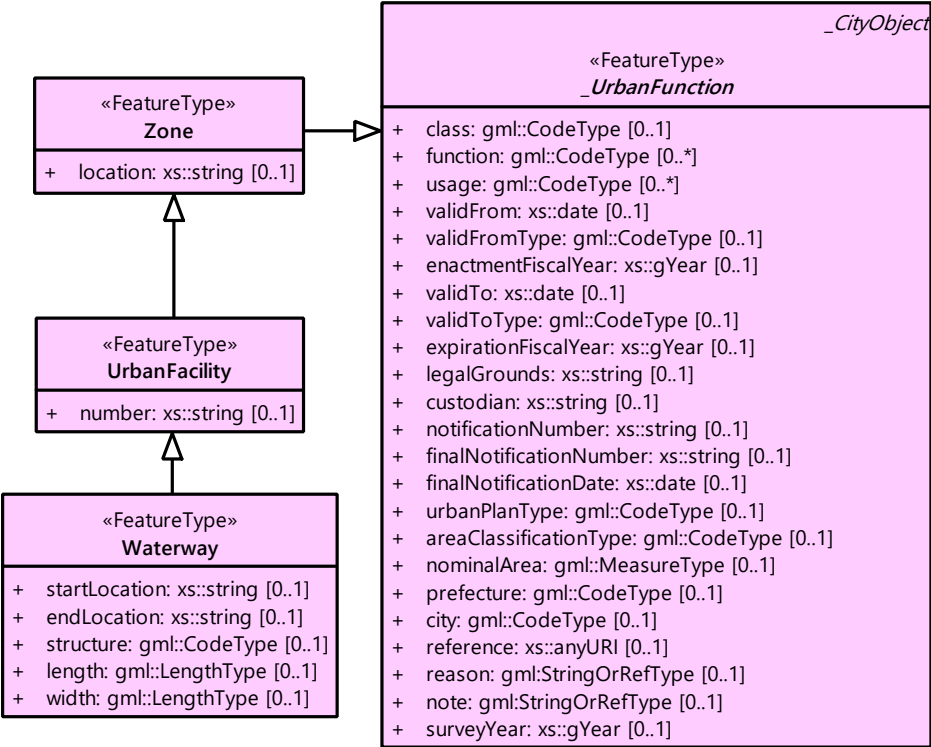 _CityObject
«FeatureType»
_UrbanFunction
+ class: gml::CodeType [0..1]
+ function: gml::CodeType [0..*]
+ usage: gml::CodeType [0..*]
+ validFrom: xs::date [0..1]
+ validFromType: gml::CodeType [0..1]
+ enactmentFiscalYear: xs::gYear [0..1]
+ validTo: xs::date [0..1]
+ validToType: gml::CodeType [0..1]
+ expirationFiscalYear: xs::gYear [0..1]
+ legalGrounds: xs::string [0..1]
+ custodian: xs::string [0..1]
+ notificationNumber: xs::string [0..1]
+ finalNotificationNumber: xs::string [0..1]
+ finalNotificationDate: xs::date [0..1]
+ urbanPlanType: gml::CodeType [0..1]
+ areaClassificationType: gml::CodeType [0..1]
+ nominalArea: gml::MeasureType [0..1]
+ prefecture: gml::CodeType [0..1]
+ city: gml::CodeType [0..1]
+ reference: xs::anyURI [0..1]
+ reason: gml:StringOrRefType [0..1]
+ note: gml:StringOrRefType [0..1]
+ surveyYear: xs::gYear [0..1]
«FeatureType»
Zone
+ location: xs::string [0..1]
«FeatureType»
UrbanFacility
+ number: xs::string [0..1]
«FeatureType»
Waterway
+ startLocation: xs::string [0..1]
+ endLocation: xs::string [0..1]
+ structure: gml::CodeType [0..1]
+ length: gml::LengthType [0..1]
+ width: gml::LengthType [0..1]